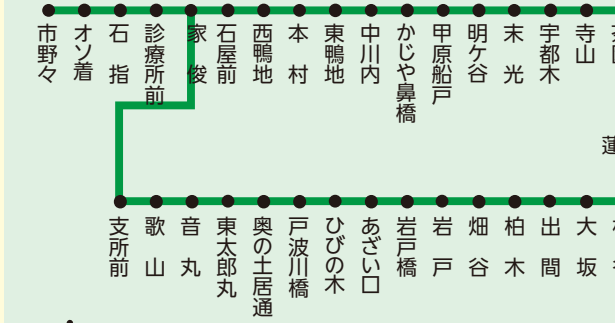 市野々
オソ着
石指
診療所前
家俊
石屋前
西鴨地
本村
東鴨地
中川内
かじや鼻橋
甲原船戸
明ケ谷
末光
宇都木
寺山
蓮
支所前
歌山
音丸
東太郎丸
奥の土居通
戸波川橋
ひびの木
あざい口
岩戸橋
岩戸
畑谷
柏木
出間
大坂